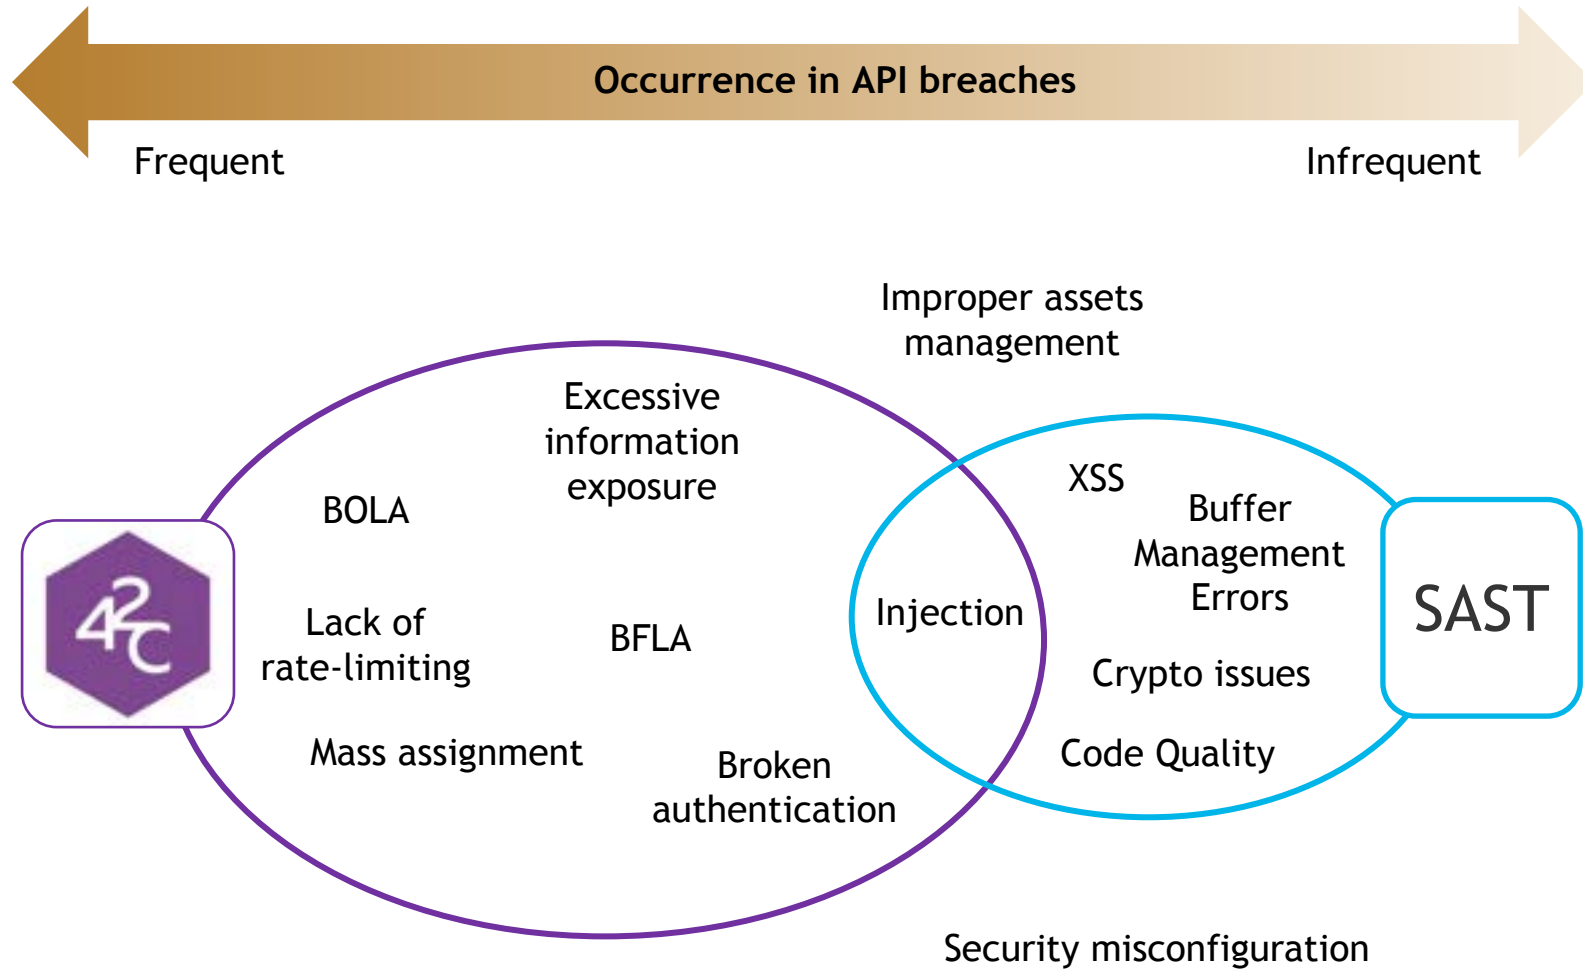 Occurrence in API breaches
Frequent
Infrequent
Improper assets
management
Excessive
information
exposure
XSS
BOLA
Buffer
Management
Errors
42C
SAST
Injection
Lack of
rate-limiting
BFLA
Crypto issues
Mass assignment
Code Quality
Broken
authentication
Security misconfiguration